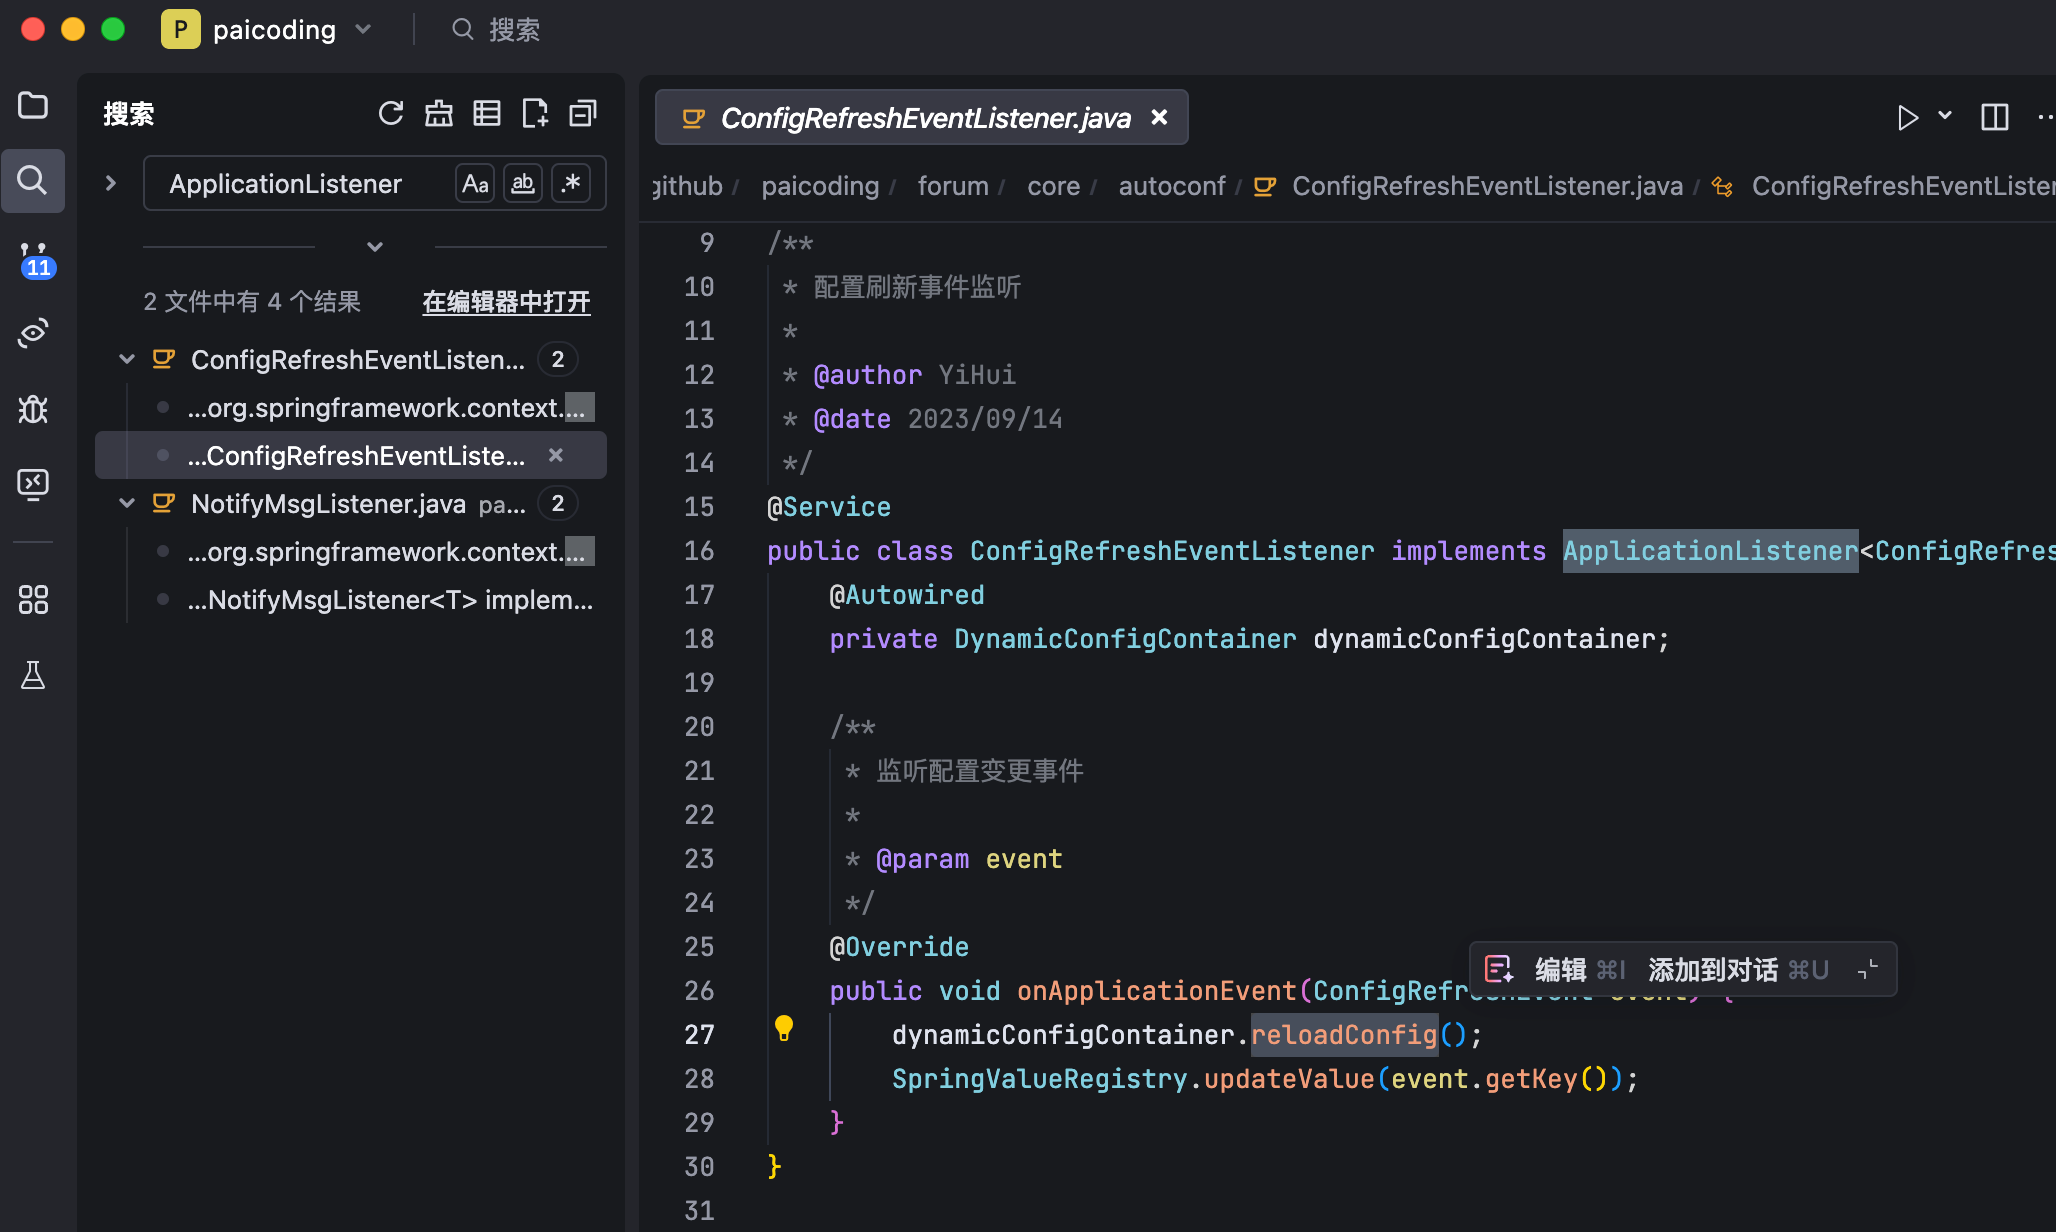 P paicoding 搜索
搜索
ApplicationListener Aa ab .*
2 文件中有 4 个结果 在编辑器中打开
ConfigRefreshEventListen... 2
...org.springframework.context....
...ConfigRefreshEventListe...
NotifyMsgListener.java pa... 2
...org.springframework.context....
...NotifyMsgListener<T> implem...
11
ConfigRefreshEventListener.java
github / paicoding / forum / core / autoconf / ConfigRefreshEventListener.java / ConfigRefreshEventListener
9 /**
10 * 配置刷新事件监听
11 *
12 * @author YiHui
13 * @date 2023/09/14
14 */
15 @Service
16 public class ConfigRefreshEventListener implements ApplicationListener<ConfigRefres
17 @Autowired
18 private DynamicConfigContainer dynamicConfigContainer;
19
20 /**
21 * 监听配置变更事件
22 *
23 * @param event
24 */
25 @Override
26 public void onApplicationEvent(ConfigRefreshEvent event) {
编辑 ⌘I 添加到对话 ⌘U
27 dynamicConfigContainer.reloadConfig();
28 SpringValueRegistry.updateValue(event.getKey());
29 }
30 }
31